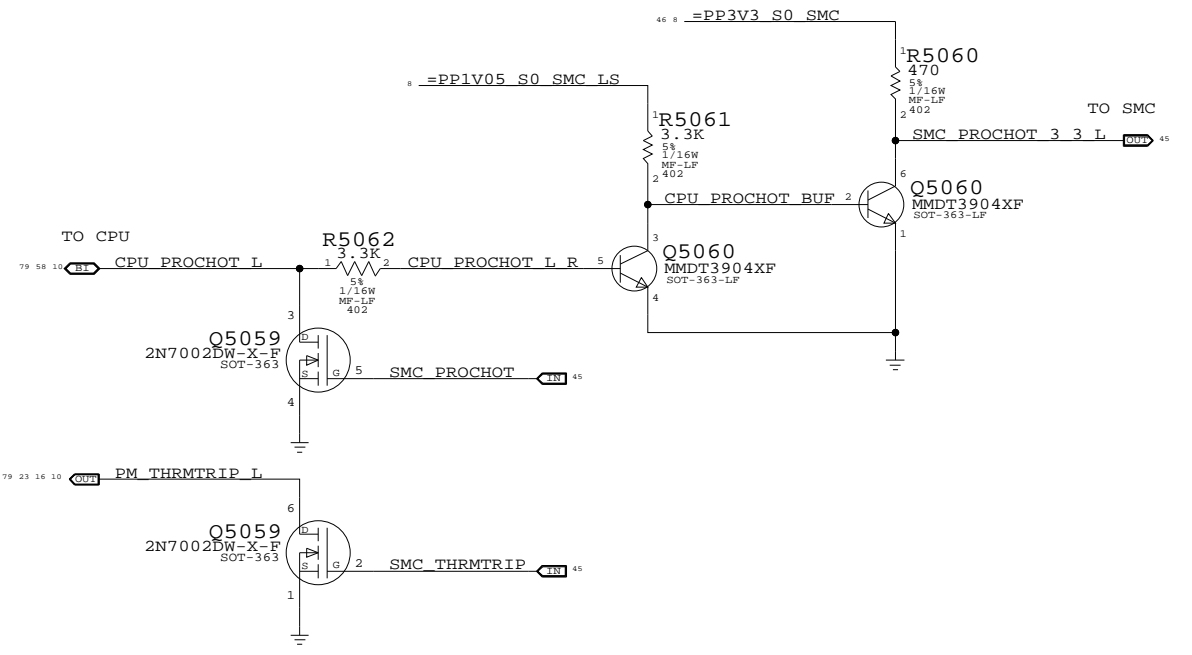 46 8 =PP3V3_S0_SMC
1
R5060
470
5%
1/16W
MF-LF
402
2
8 =PP1V05_S0_SMC_LS
1
R5061
3.3K
5%
1/16W
MF-LF
402
2
TO SMC
SMC_PROCHOT_3_3_L OUT 45
6
CPU_PROCHOT_BUF 2
Q5060
MMDT3904XF
SOT-363-LF
1
TO CPU
79 58 10 BI CPU_PROCHOT_L
R5062
3.3K
1 2
5%
1/16W
MF-LF
402
CPU_PROCHOT_L_R 5
3
Q5060
MMDT3904XF
SOT-363-LF
4
3
Q5059
2N7002DW-X-F
SOT-363
D
S G 5 SMC_PROCHOT IN 45
4
79 23 16 10 OUT PM_THRMTRIP_L
6
Q5059
2N7002DW-X-F
SOT-363
D
S G 2 SMC_THRMTRIP IN 45
1